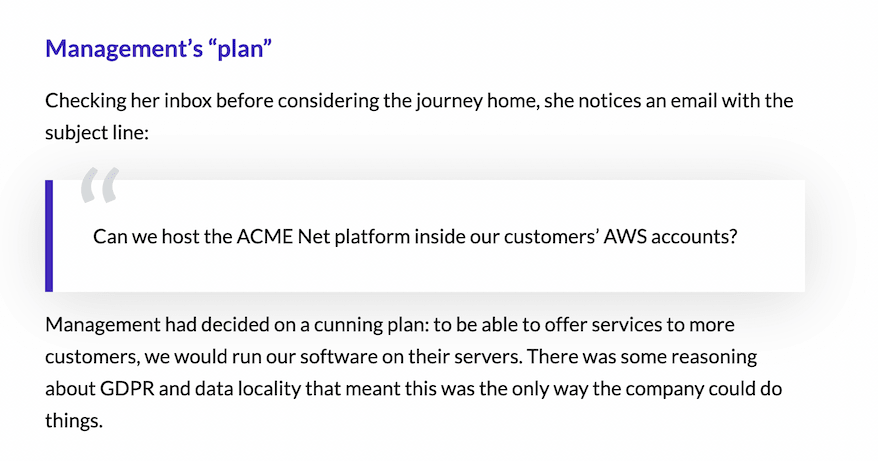 Management’s “plan”
Checking her inbox before considering the journey home, she notices an email with the
subject line:
“
Can we host the ACME Net platform inside our customers’ AWS accounts?
Management had decided on a cunning plan: to be able to offer services to more
customers, we would run our software on their servers. There was some reasoning
about GDPR and data locality that meant this was the only way the company could do
things.